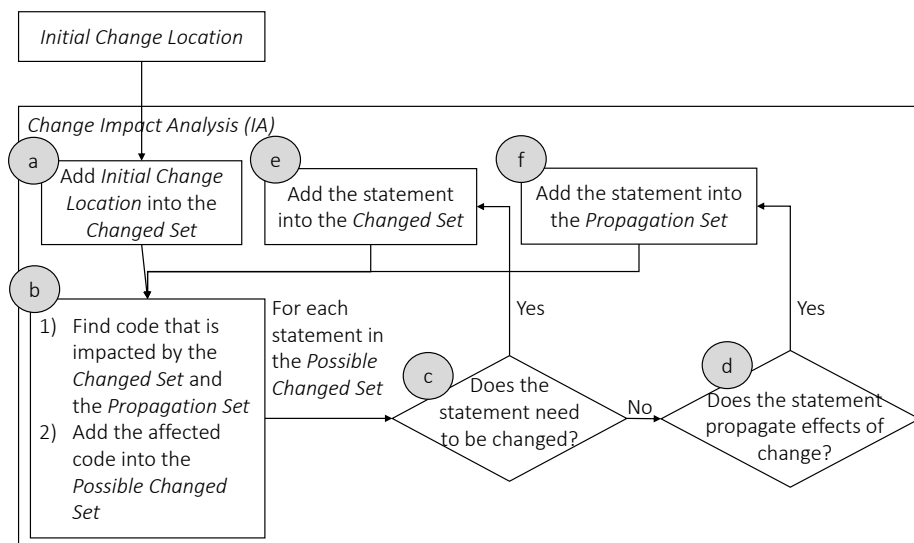 Initial Change Location
Change Impact Analysis (IA)
a
Add Initial Change
Location into the
Changed Set
e
Add the statement
into the Changed Set
f
Add the statement into
the Propagation Set
b
1) Find code that is
impacted by the
Changed Set and
the Propagation Set
2) Add the affected
code into the
Possible Changed
Set
For each
statement in
the Possible
Changed Set
Yes
c
Does the
statement need
to be changed?
No
Yes
d
Does the statement
propagate effects of
change?